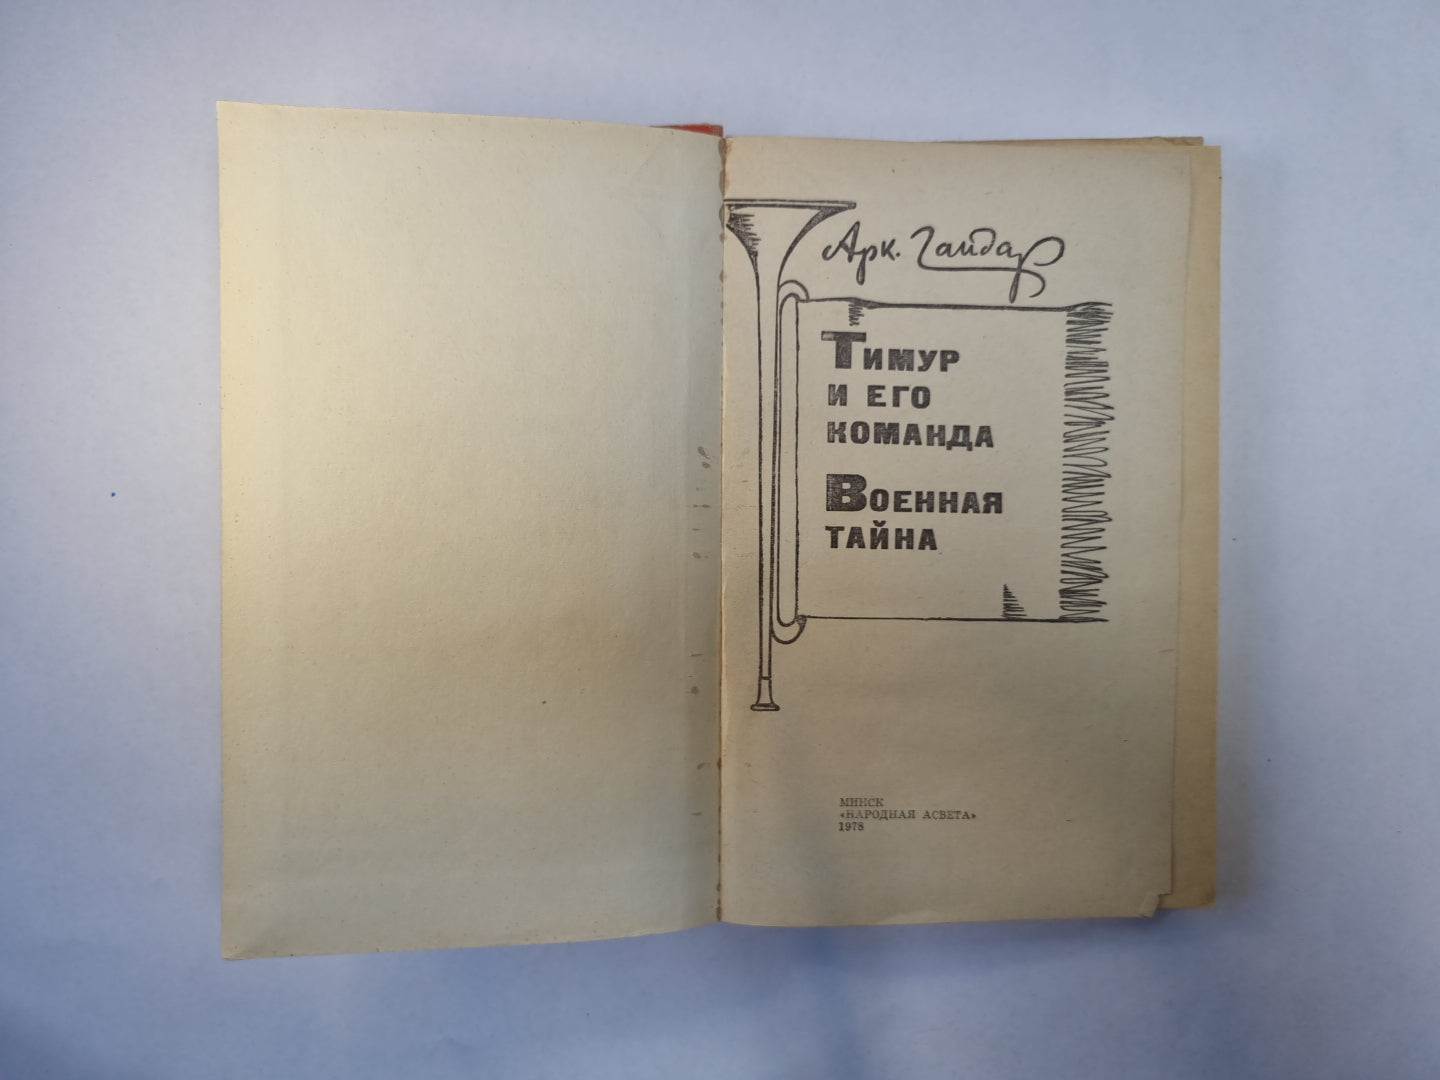 Арк. Гайдар
Тимур
и его
команда
Военная
тайна
МИНСК
«НАРОДНАЯ АСВЕТА»
1978